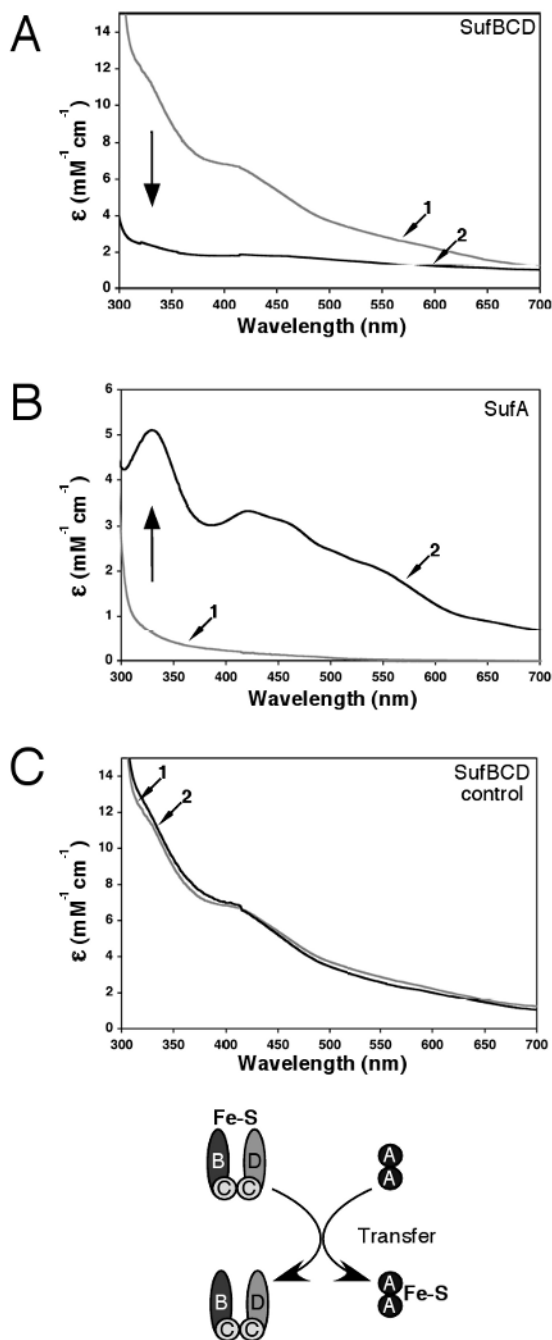 A
SufBCD
ε (mM⁻¹ cm⁻¹)
14
12
10
8
6
4
2
0
1
2
300 350 400 450 500 550 600 650 700
Wavelength (nm)
B
SufA
ε (mM⁻¹ cm⁻¹)
6
5
4
3
2
1
0
2
1
300 350 400 450 500 550 600 650 700
Wavelength (nm)
C
SufBCD
control
ε (mM⁻¹ cm⁻¹)
14
12
10
8
6
4
2
0
1
2
300 350 400 450 500 550 600 650 700
Wavelength (nm)
Fe-S
B D
C C
A
A
Transfer
B D
C C
A
A
Fe-S